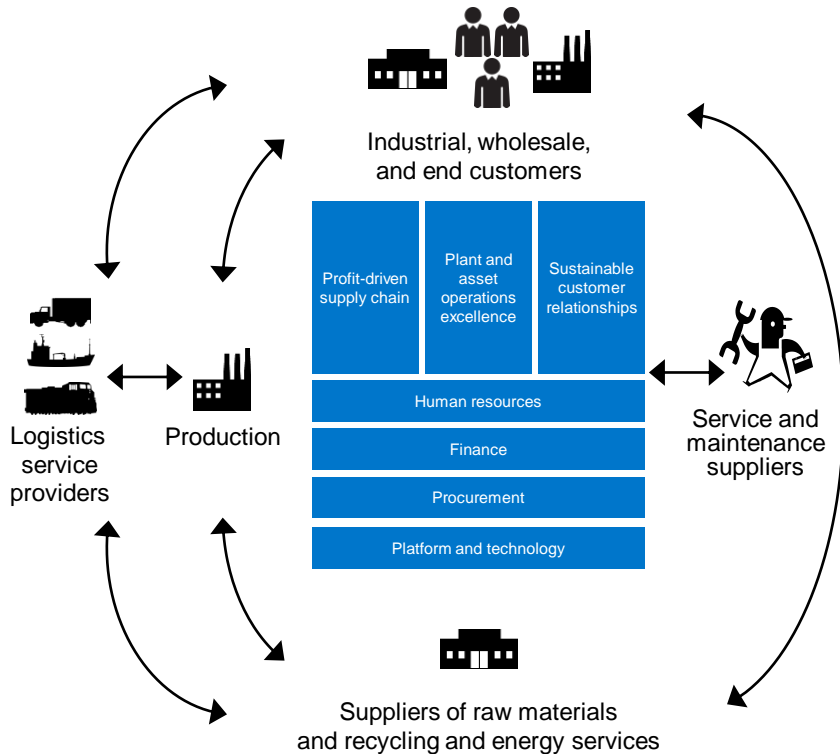 Industrial, wholesale,
and end customers
Profit-driven
supply chain
Plant and
asset
operations
excellence
Sustainable
customer
relationships
Human resources
Finance
Procurement
Platform and technology
Logistics
service
providers
Production
Service and
maintenance
suppliers
Suppliers of raw materials
and recycling and energy services